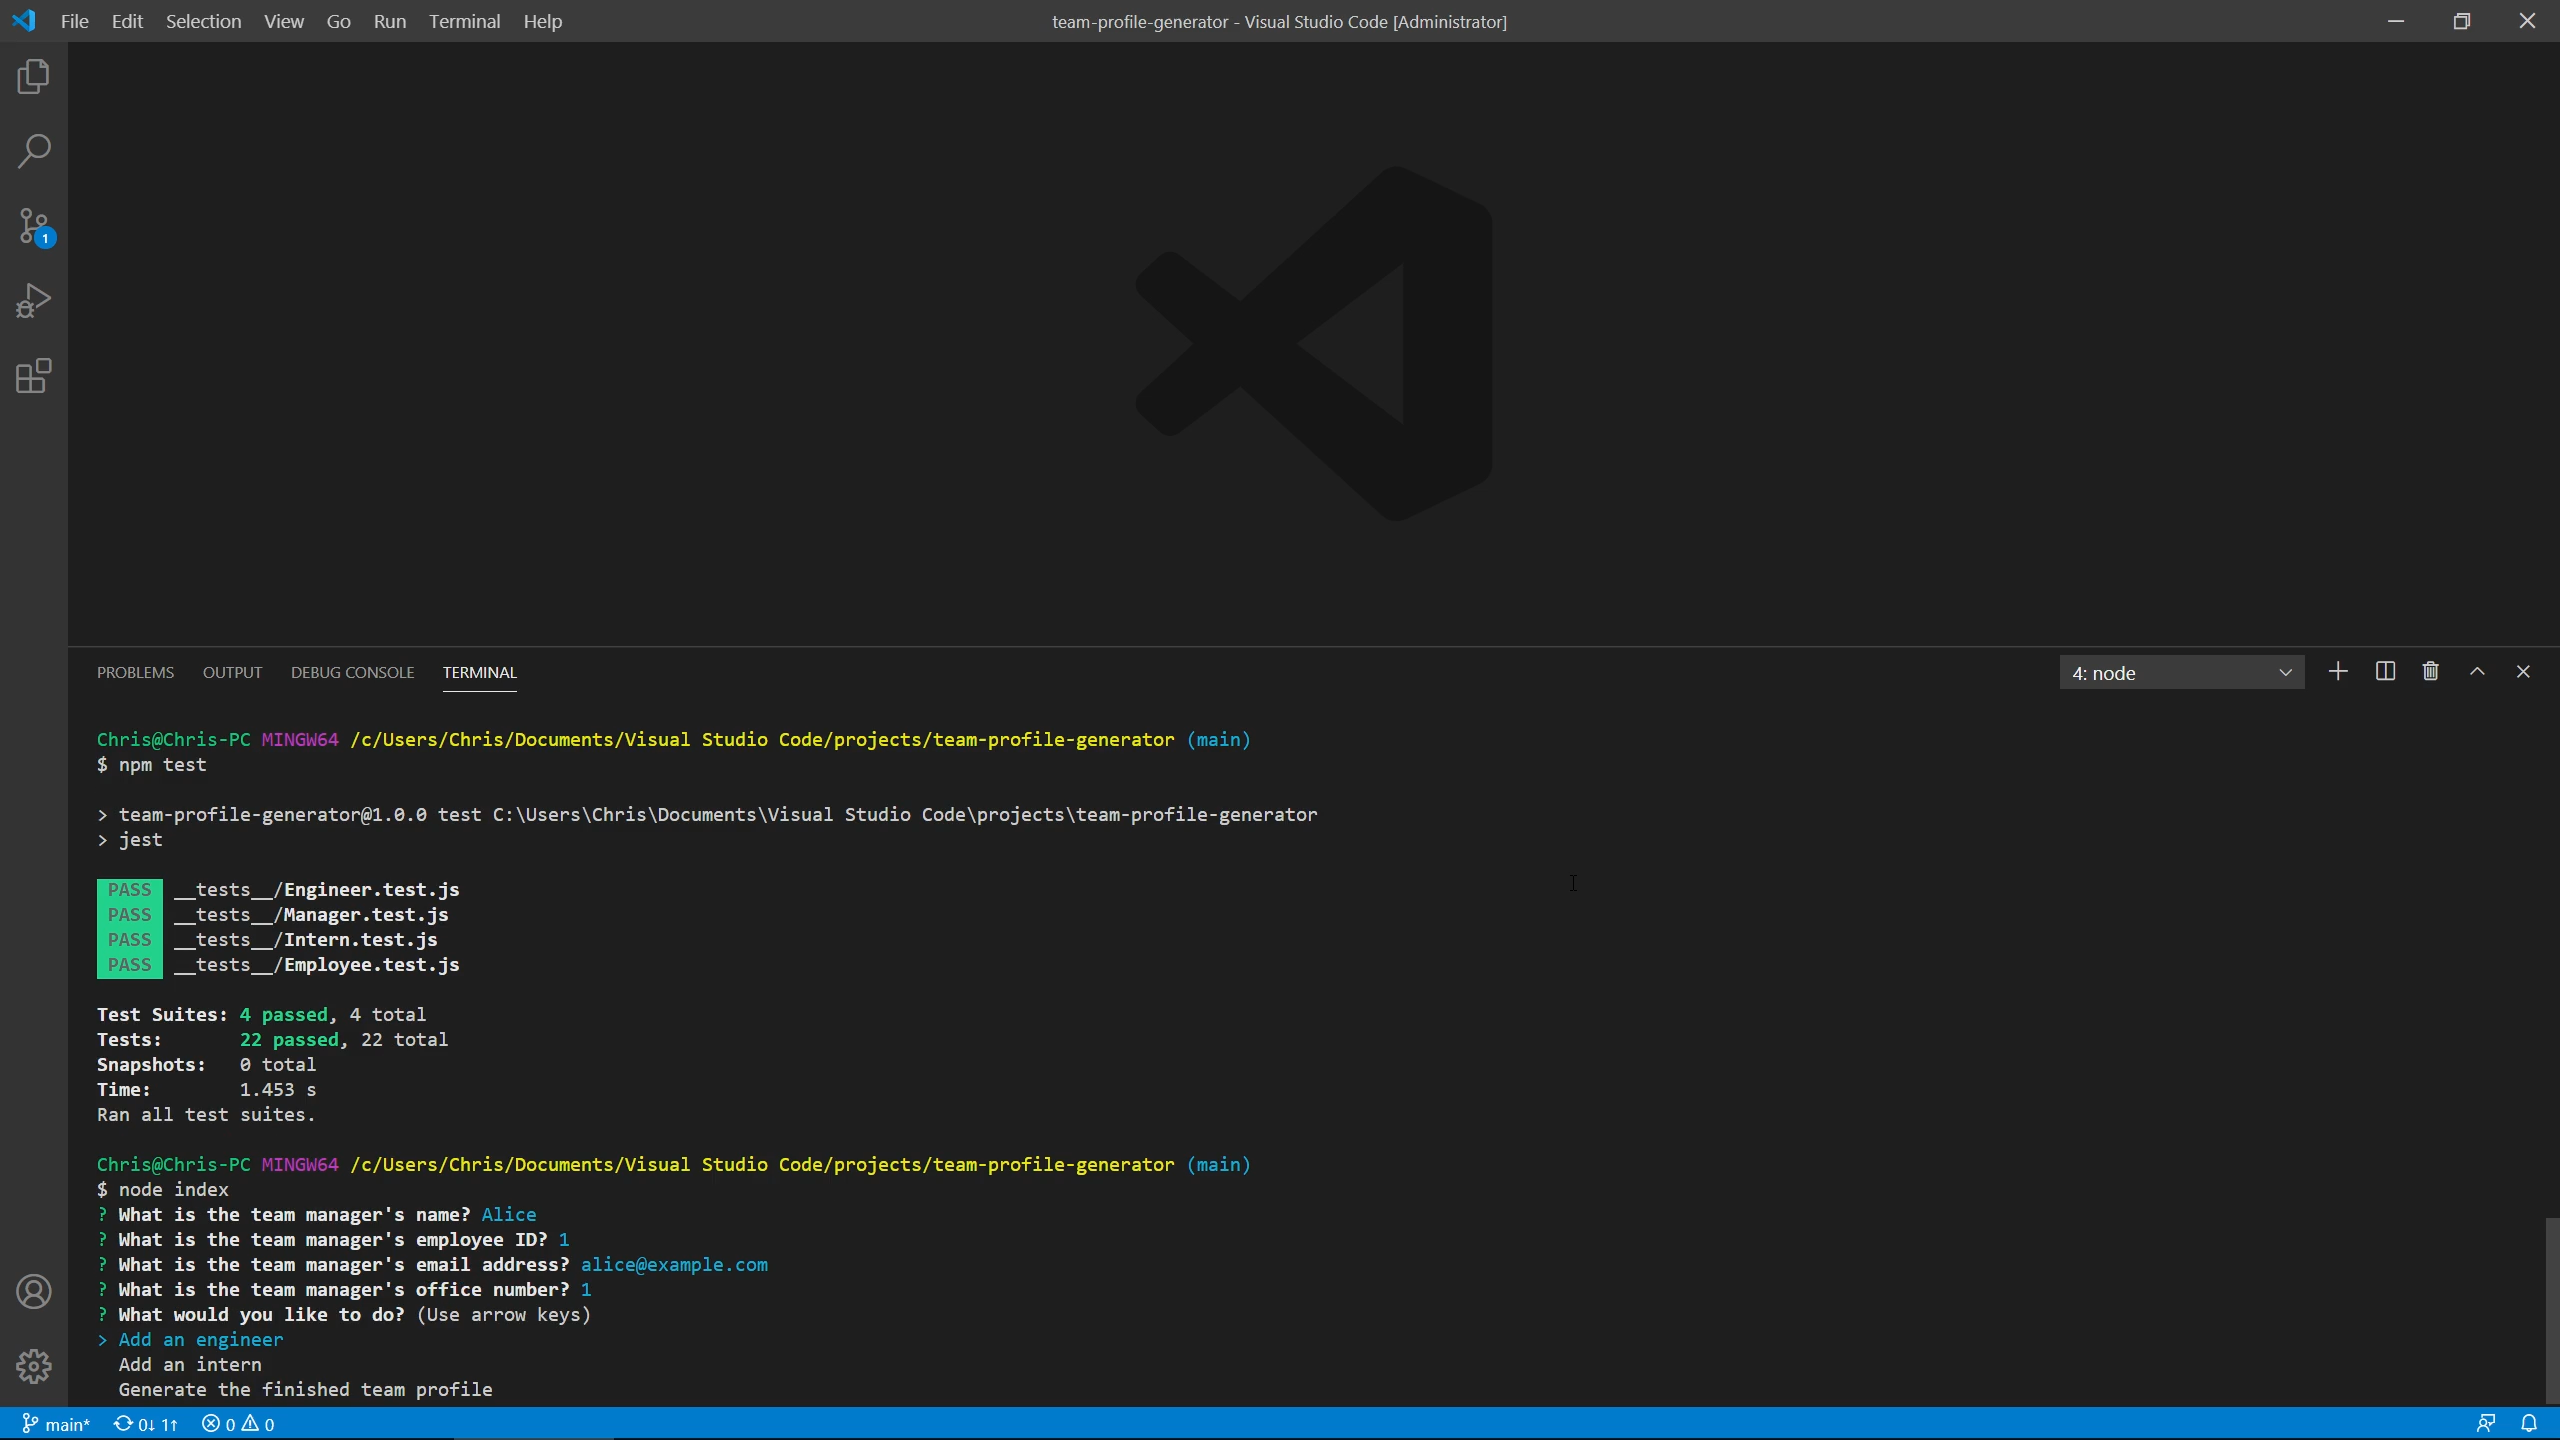 File Edit Selection View Go Run Terminal Help team-profile-generator - Visual Studio Code [Administrator]
1
PROBLEMS OUTPUT DEBUG CONSOLE TERMINAL 4: node
Chris@Chris-PC MINGW64 /c/Users/Chris/Documents/Visual Studio Code/projects/team-profile-generator (main)
$ npm test
> team-profile-generator@1.0.0 test C:\Users\Chris\Documents\Visual Studio Code\projects\team-profile-generator
> jest
PASS __tests__/Engineer.test.js
PASS __tests__/Manager.test.js
PASS __tests__/Intern.test.js
PASS __tests__/Employee.test.js
Test Suites: 4 passed, 4 total
Tests: 22 passed, 22 total
Snapshots: 0 total
Time: 1.453 s
Ran all test suites.
Chris@Chris-PC MINGW64 /c/Users/Chris/Documents/Visual Studio Code/projects/team-profile-generator (main)
$ node index
? What is the team manager's name? Alice
? What is the team manager's employee ID? 1
? What is the team manager's email address? alice@example.com
? What is the team manager's office number? 1
? What would you like to do? (Use arrow keys)
> Add an engineer
Add an intern
Generate the finished team profile
main* 0↓ 1↑ 0 0